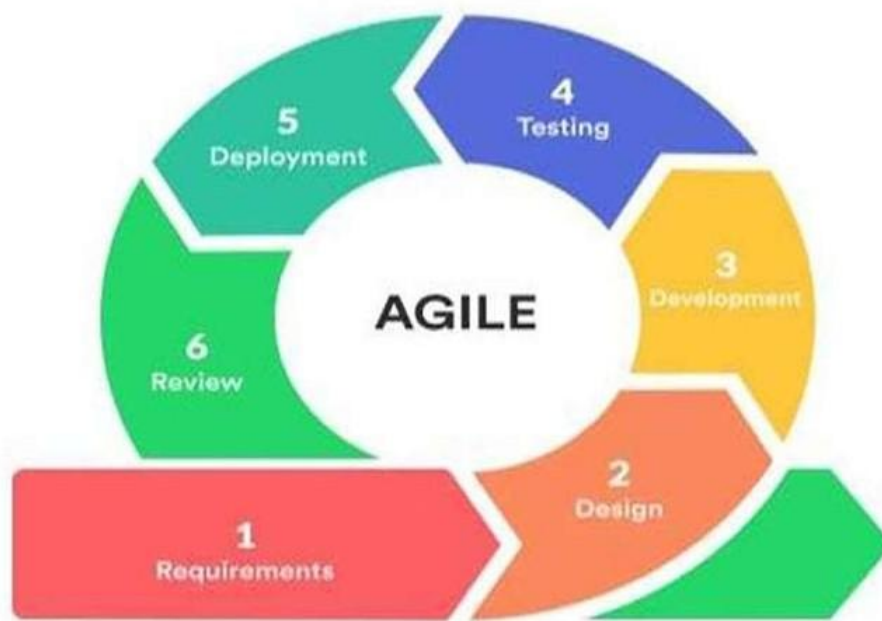 5
Deployment
4
Testing
3
Development
AGILE
6
Review
2
Design
1
Requirements